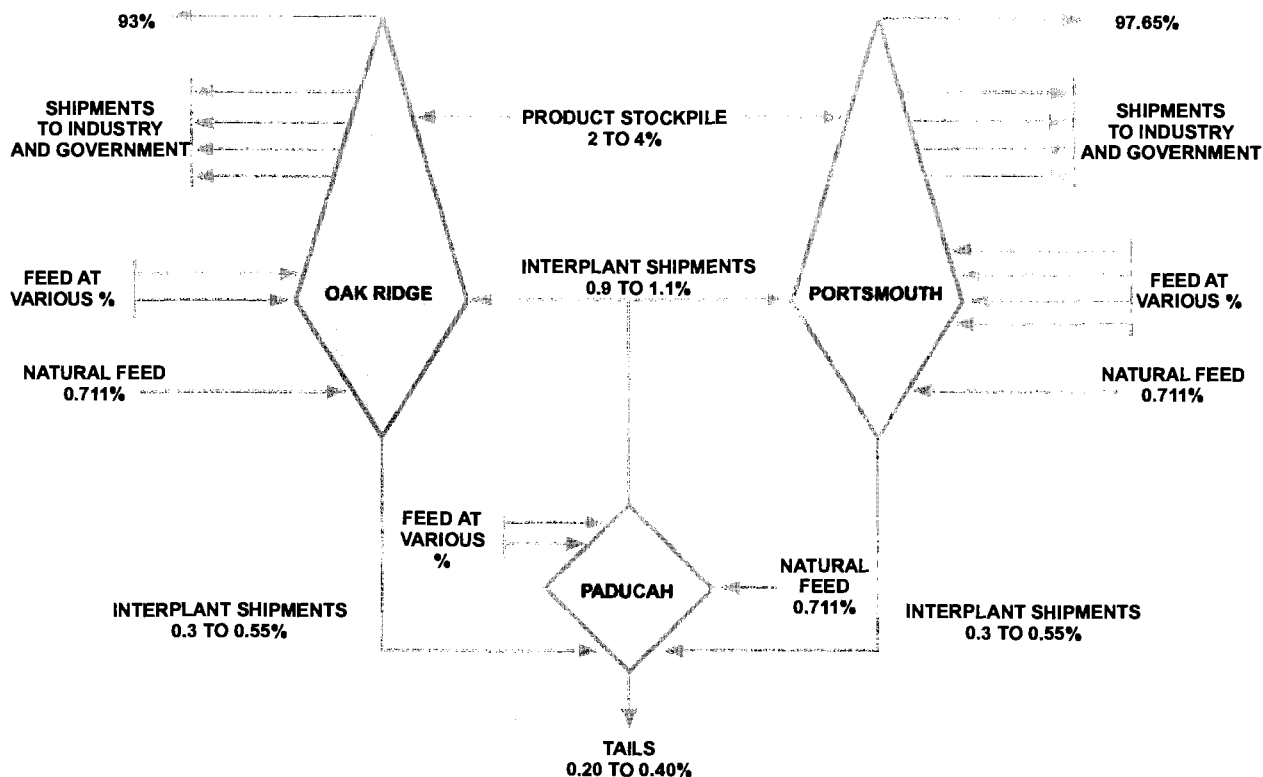 93%
97.65%
SHIPMENTS
TO INDUSTRY
AND GOVERNMENT
PRODUCT STOCKPILE
2 TO 4%
SHIPMENTS
TO INDUSTRY
AND GOVERNMENT
FEED AT
VARIOUS %
OAK RIDGE
INTERPLANT SHIPMENTS
0.9 TO 1.1%
PORTSMOUTH
FEED AT
VARIOUS %
NATURAL FEED
0.711%
NATURAL FEED
0.711%
FEED AT
VARIOUS
%
PADUCAH
NATURAL
FEED
0.711%
INTERPLANT SHIPMENTS
0.3 TO 0.55%
INTERPLANT SHIPMENTS
0.3 TO 0.55%
TAILS
0.20 TO 0.40%